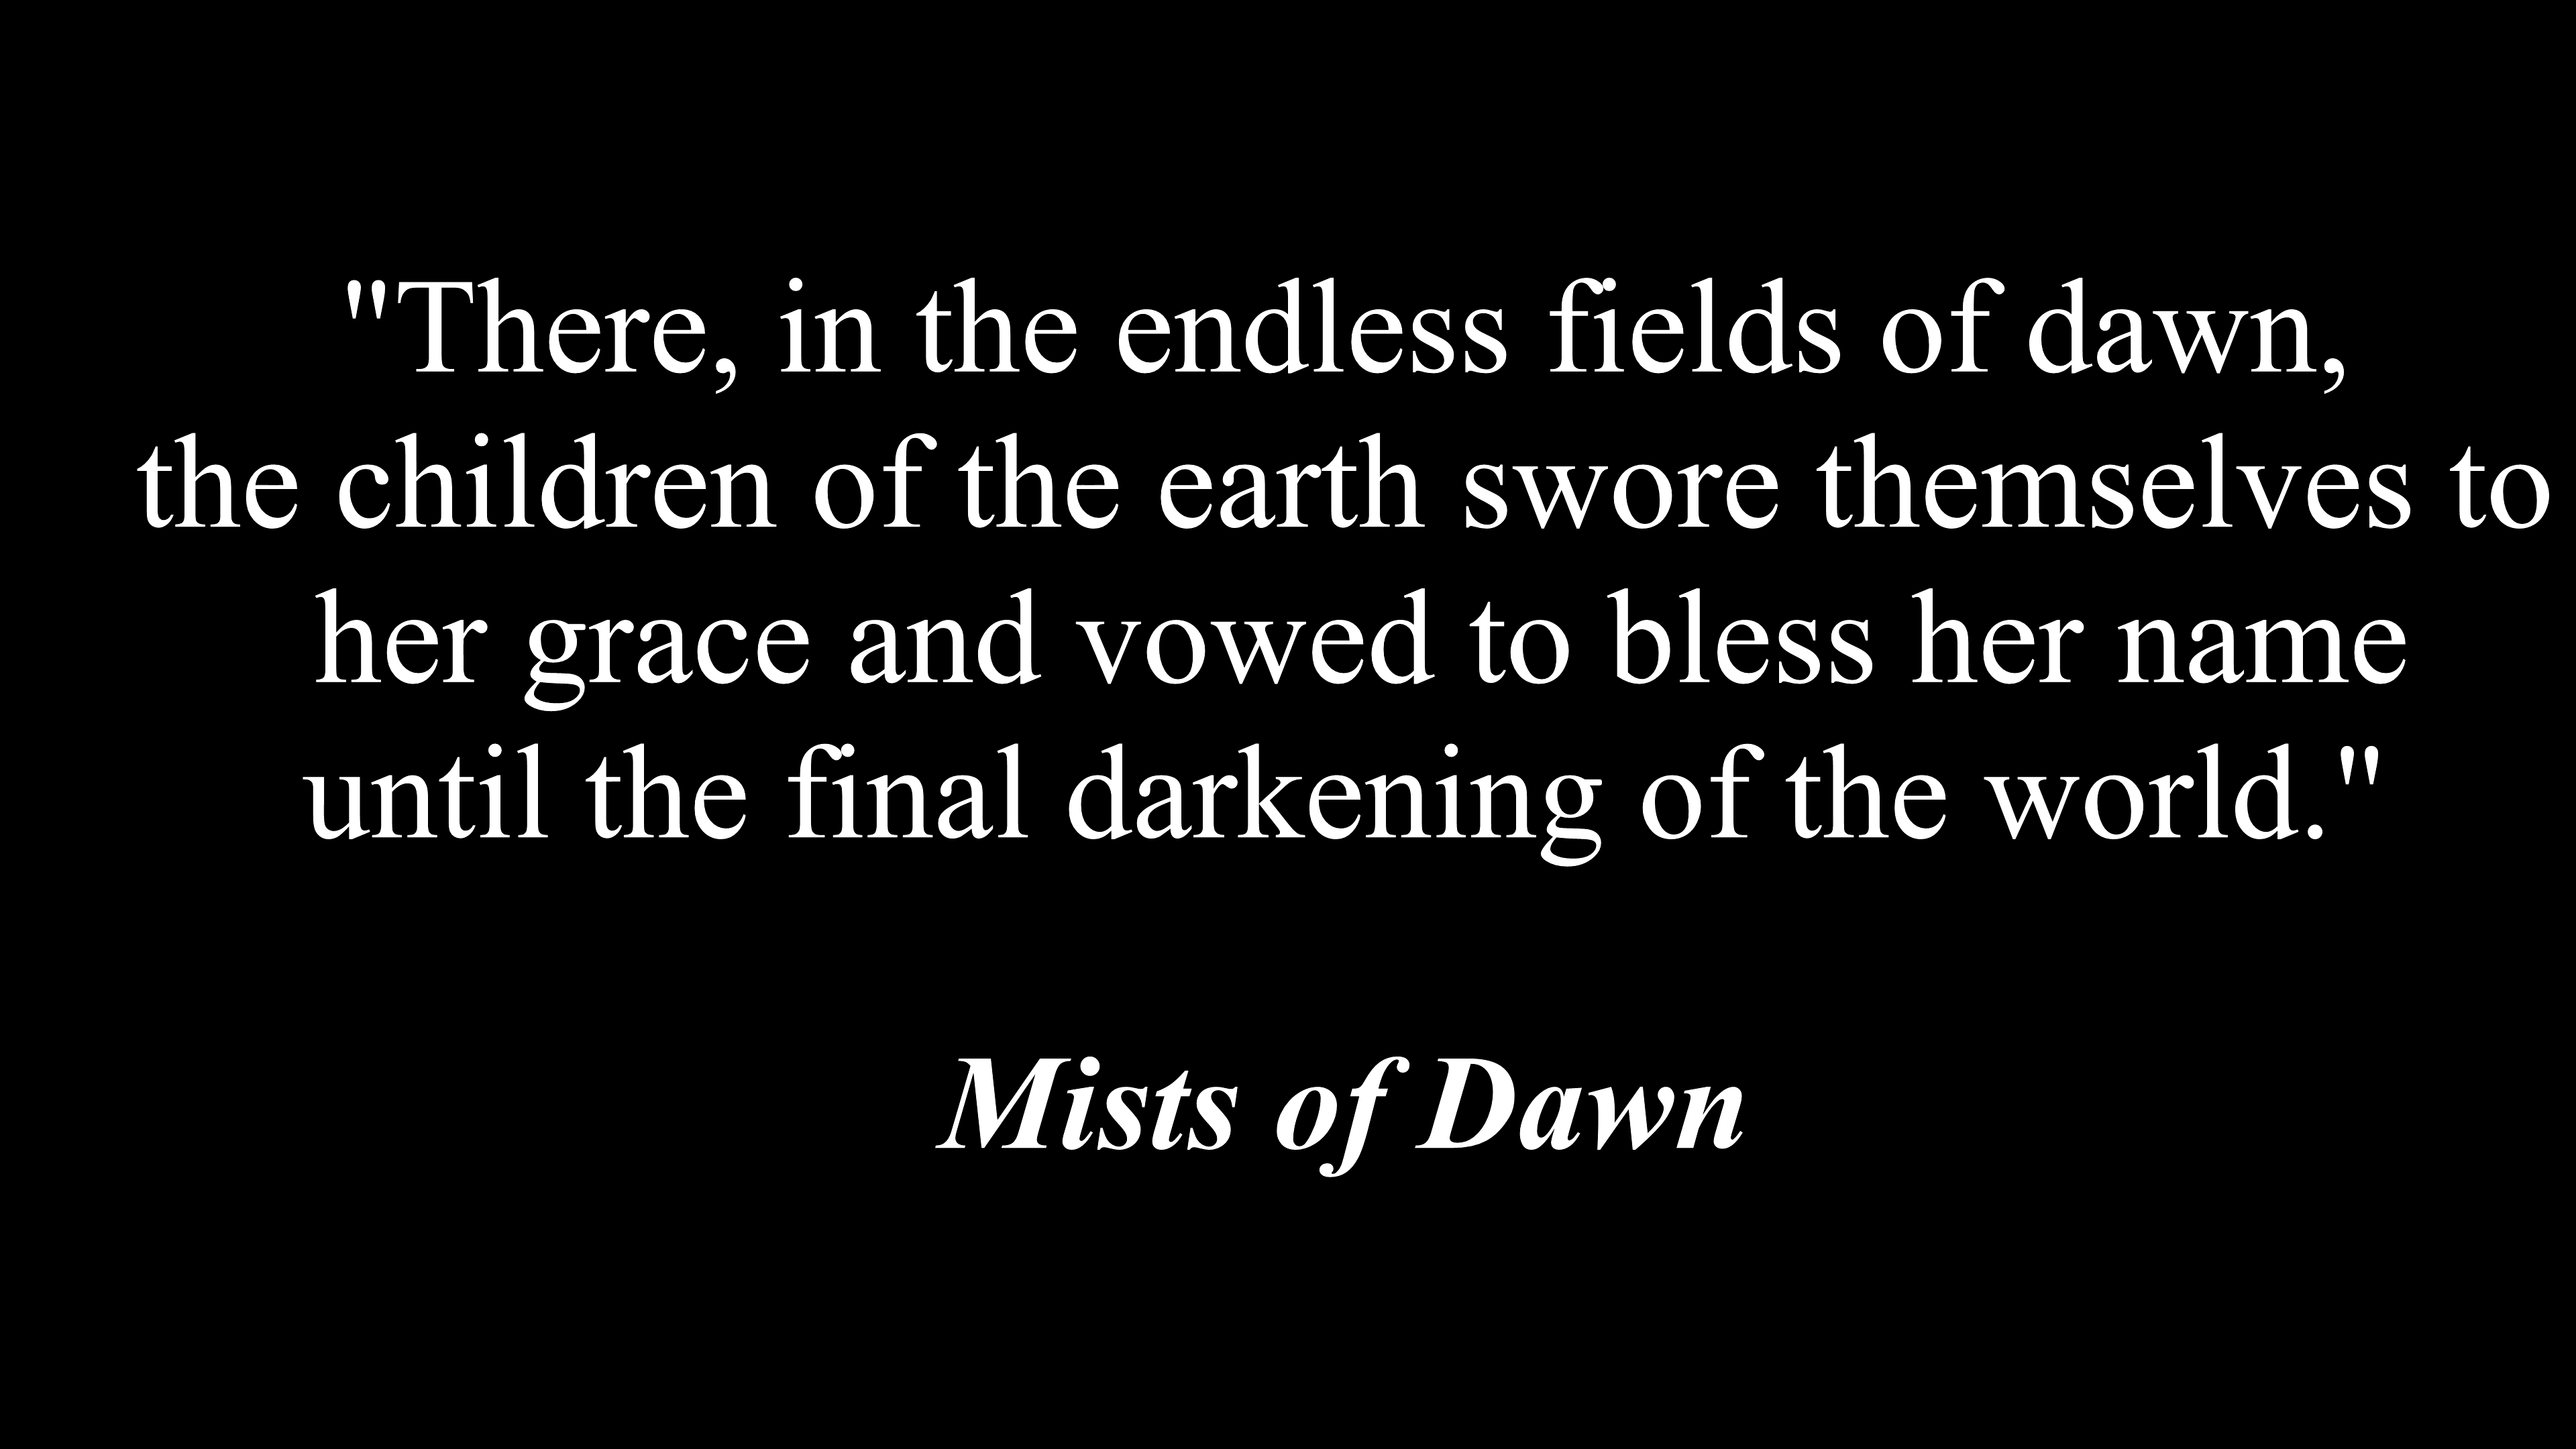 "There, in the endless fields of dawn,
the children of the earth swore themselves to
her grace and vowed to bless her name
until the final darkening of the world."
Mists of Dawn